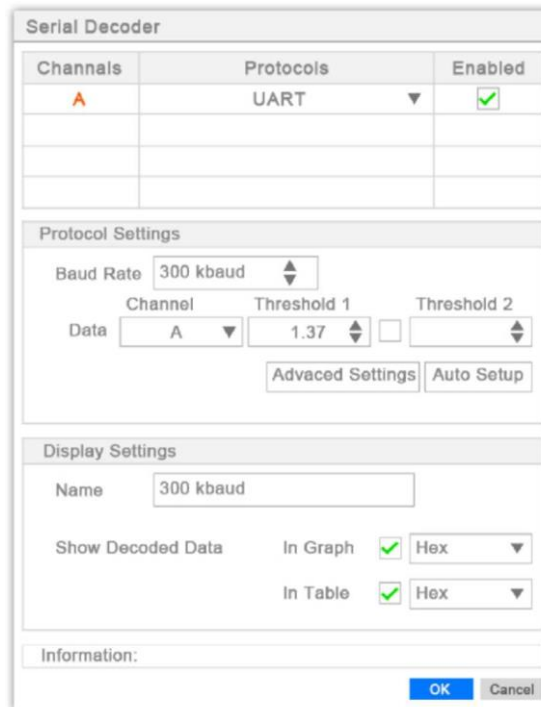 Serial Decoder
Channals Protocols Enabled
A UART
Protocol Settings
Baud Rate 300 kbaud
Channel Threshold 1 Threshold 2
Data A 1.37
Advaced Settings Auto Setup
Display Settings
Name 300 kbaud
Show Decoded Data In Graph Hex
In Table Hex
Information:
OK Cancel